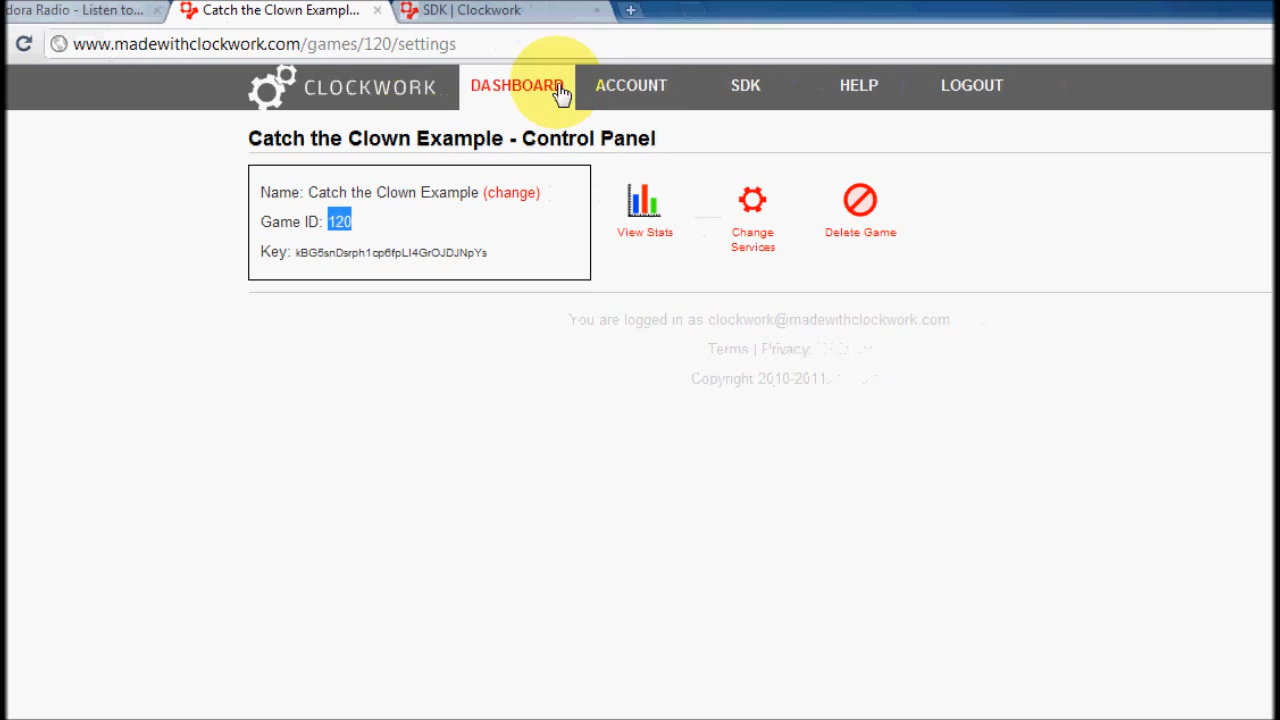 dora Radio - Listen to...
Catch the Clown Exampl...
SDK | Clockwork
www.madewithclockwork.com/games/120/settings
CLOCKWORK
DASHBOARD
ACCOUNT
SDK
HELP
LOGOUT
Catch the Clown Example - Control Panel
Name: Catch the Clown Example (change)
Game ID: 120
Key: kBG5snDsrph1op6fpLI4GrOJDJNpYs
View Stats
Change
Services
Delete Game
You are logged in as clockwork@madewithclockwork.com
Terms | Privacy
Copyright 2010-2011